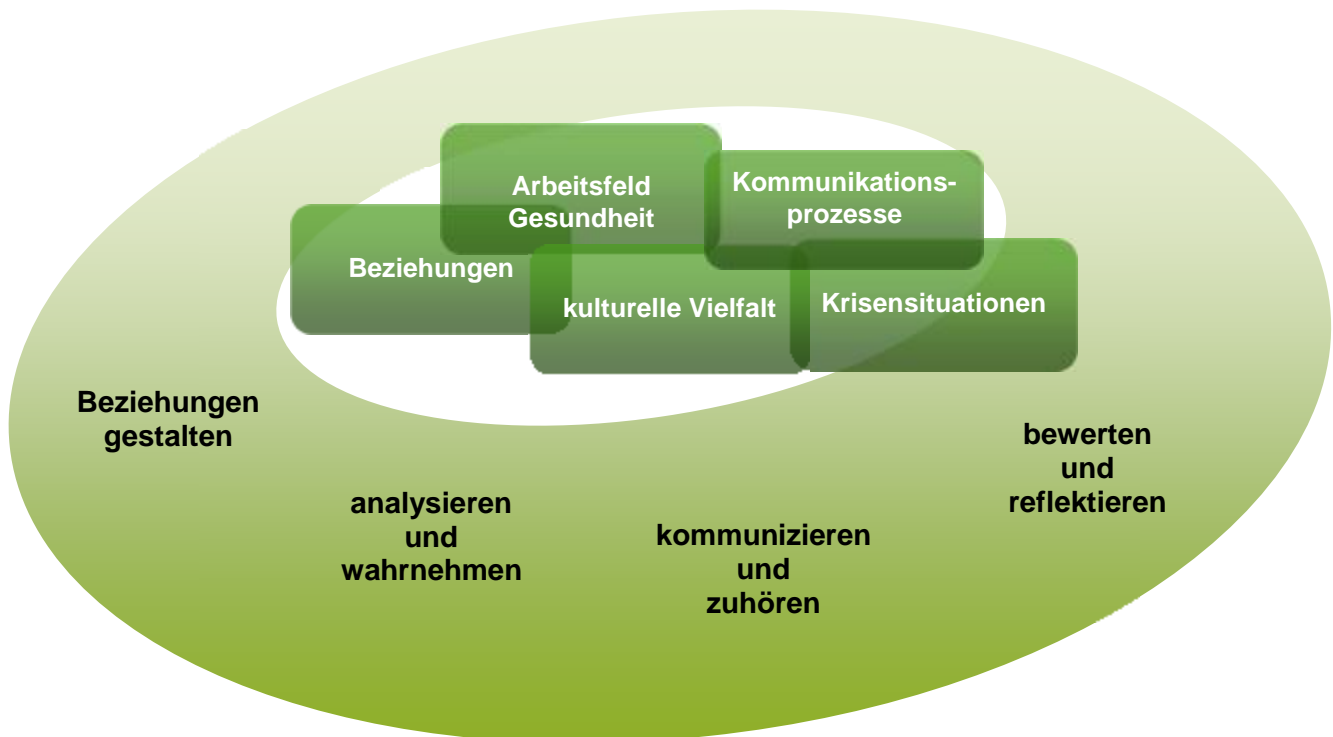 Arbeitsfeld
Gesundheit
Kommunikations-
prozesse
Beziehungen
kulturelle Vielfalt
Krisensituationen
Beziehungen
gestalten
analysieren
und
wahrnehmen
kommunizieren
und
zuhören
bewerten
und
reflektieren